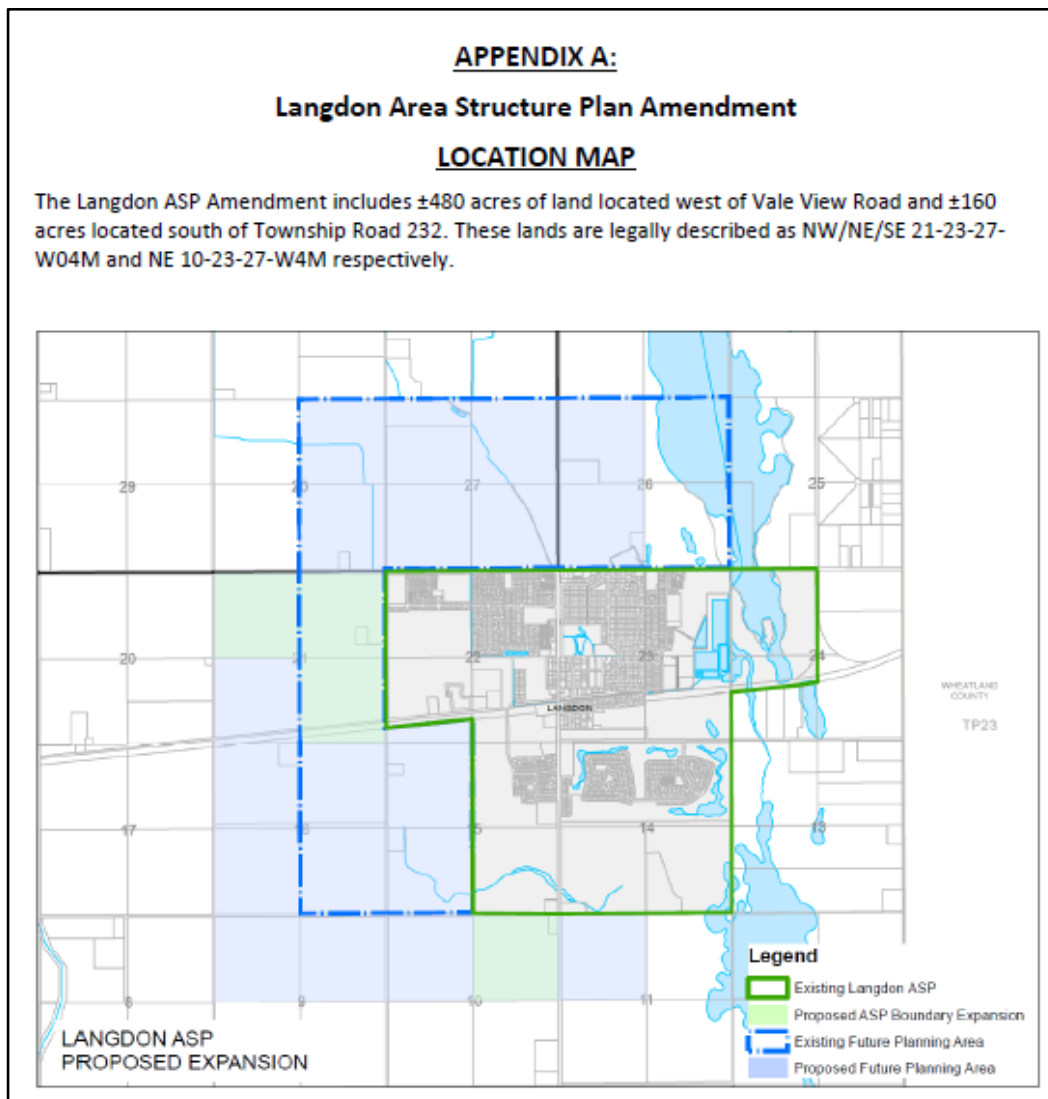 APPENDIX A:
Langdon Area Structure Plan Amendment
LOCATION MAP
The Langdon ASP Amendment includes ±480 acres of land located west of Vale View Road and ±160
acres located south of Township Road 232. These lands are legally described as NW/NE/SE 21-23-27-
W04M and NE 10-23-27-W4M respectively.
29
27
26
25
20
21
22
23
24
LANGDON
WHEATLAND
COUNTY
TP23
17
15
14
13
9
10
11
Legend
Existing Langdon ASP
Proposed ASP Boundary Expansion
Existing Future Planning Area
Proposed Future Planning Area
LANGDON ASP
PROPOSED EXPANSION